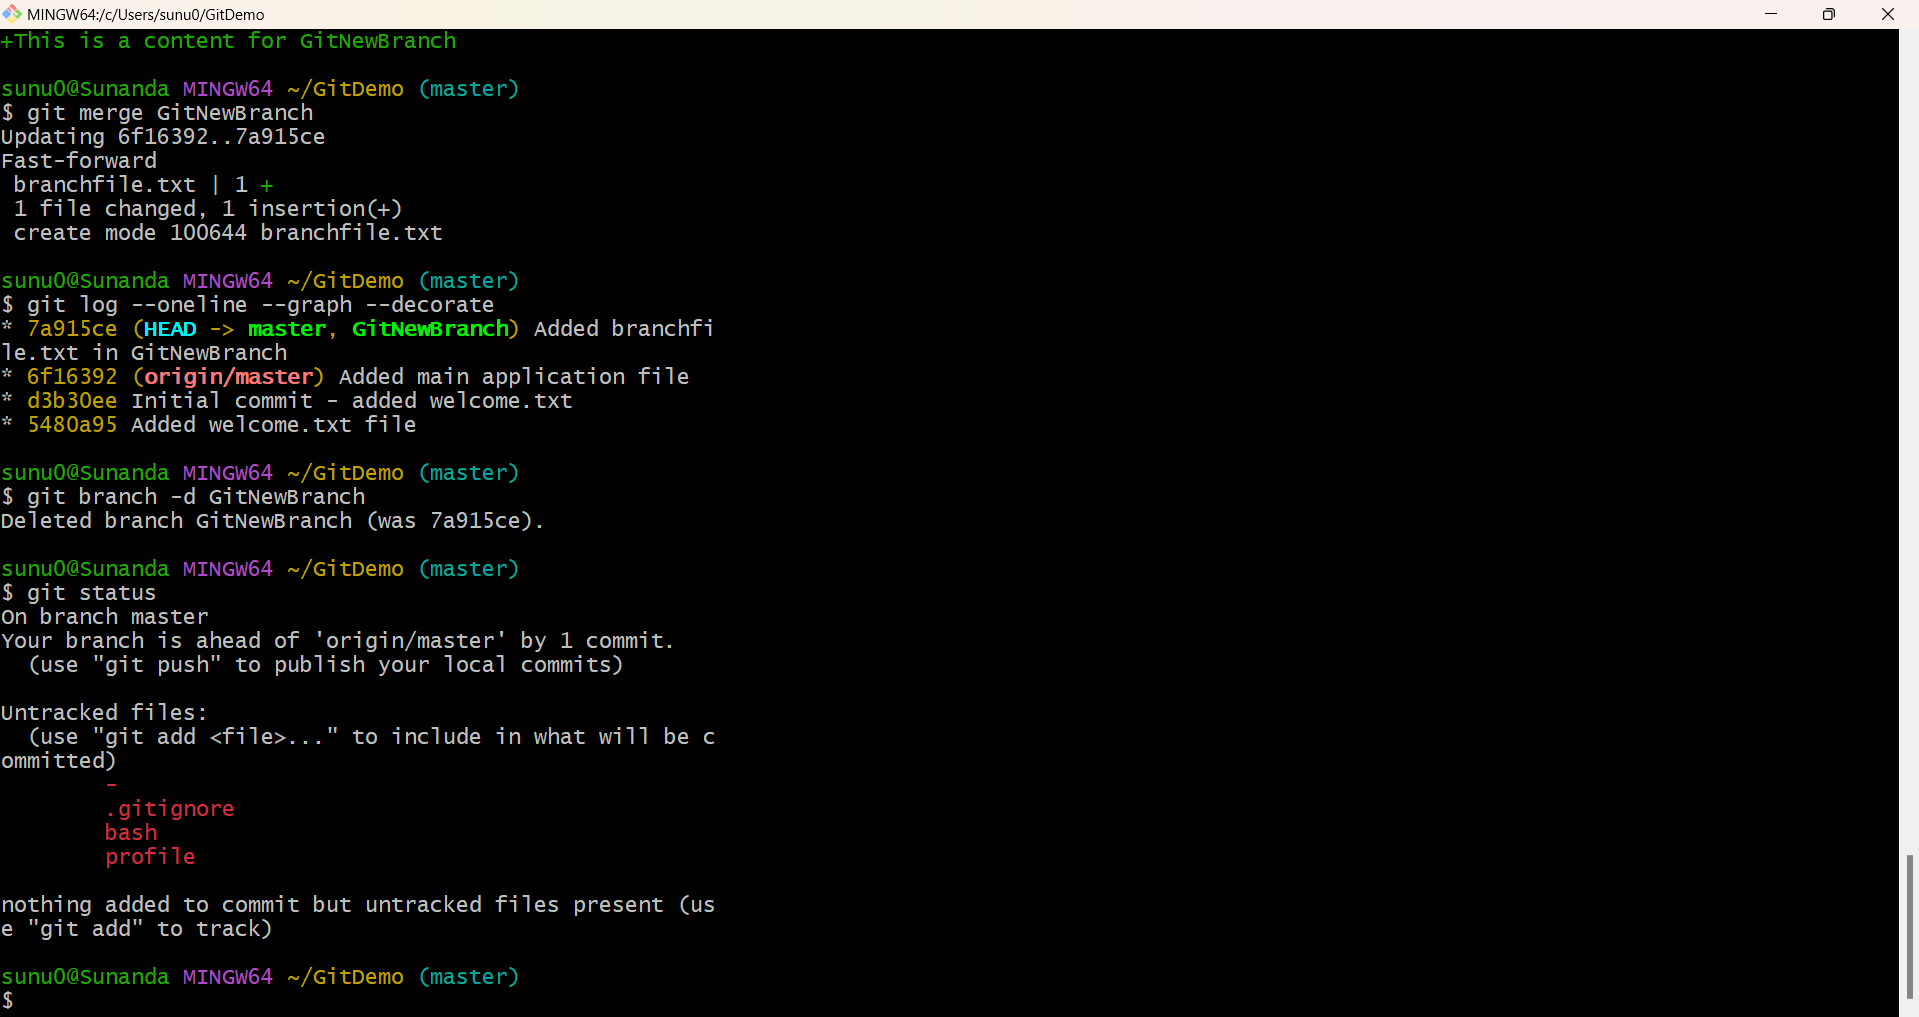 MINGW64:/c/Users/sunu0/GitDemo
+This is a content for GitNewBranch
sunu0@Sunanda MINGW64 ~/GitDemo (master)
$ git merge GitNewBranch
Updating 6f16392..7a915ce
Fast-forward
 branchfile.txt | 1 +
 1 file changed, 1 insertion(+)
 create mode 100644 branchfile.txt
sunu0@Sunanda MINGW64 ~/GitDemo (master)
$ git log --oneline --graph --decorate
* 7a915ce (HEAD -> master, GitNewBranch) Added branchfi
le.txt in GitNewBranch
* 6f16392 (origin/master) Added main application file
* d3b30ee Initial commit - added welcome.txt
* 5480a95 Added welcome.txt file
sunu0@Sunanda MINGW64 ~/GitDemo (master)
$ git branch -d GitNewBranch
Deleted branch GitNewBranch (was 7a915ce).
sunu0@Sunanda MINGW64 ~/GitDemo (master)
$ git status
On branch master
Your branch is ahead of 'origin/master' by 1 commit.
  (use "git push" to publish your local commits)
Untracked files:
  (use "git add <file>..." to include in what will be c
ommitted)
        -
        .gitignore
        bash
        profile
nothing added to commit but untracked files present (us
e "git add" to track)
sunu0@Sunanda MINGW64 ~/GitDemo (master)
$